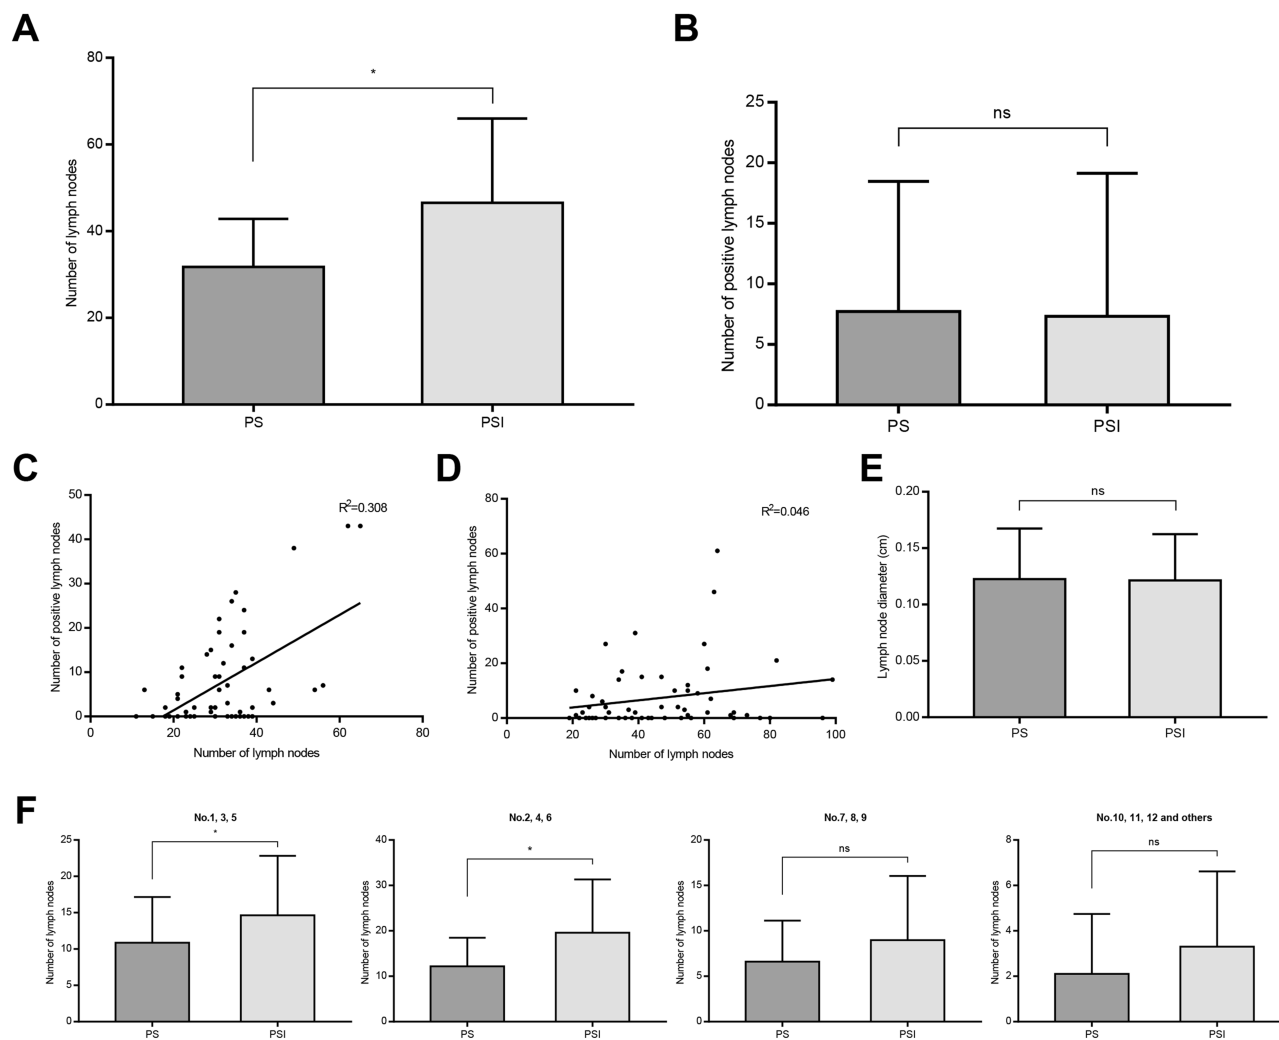 A
Number of lymph nodes
80
60
40
20
0
*
PS
PSI
B
Number of positive lymph nodes
25
20
15
10
5
0
ns
PS
PSI
C
Number of positive lymph nodes
50
40
30
20
10
0
R²=0.308
0
20
40
60
80
Number of lymph nodes
D
Number of positive lymph nodes
80
60
40
20
0
R²=0.046
0
20
40
60
80
100
Number of lymph nodes
E
Lymph node diameter (cm)
0.20
0.15
0.10
0.05
0.00
ns
PS
PSI
F
No.1, 3, 5
Number of lymph nodes
25
20
15
10
5
0
*
PS
PSI
No.2, 4, 6
Number of lymph nodes
40
30
20
10
0
*
PS
PSI
No.7, 8, 9
Number of lymph nodes
20
15
10
5
0
ns
PS
PSI
No.10, 11, 12 and others
Number of lymph nodes
8
6
4
2
0
ns
PS
PSI